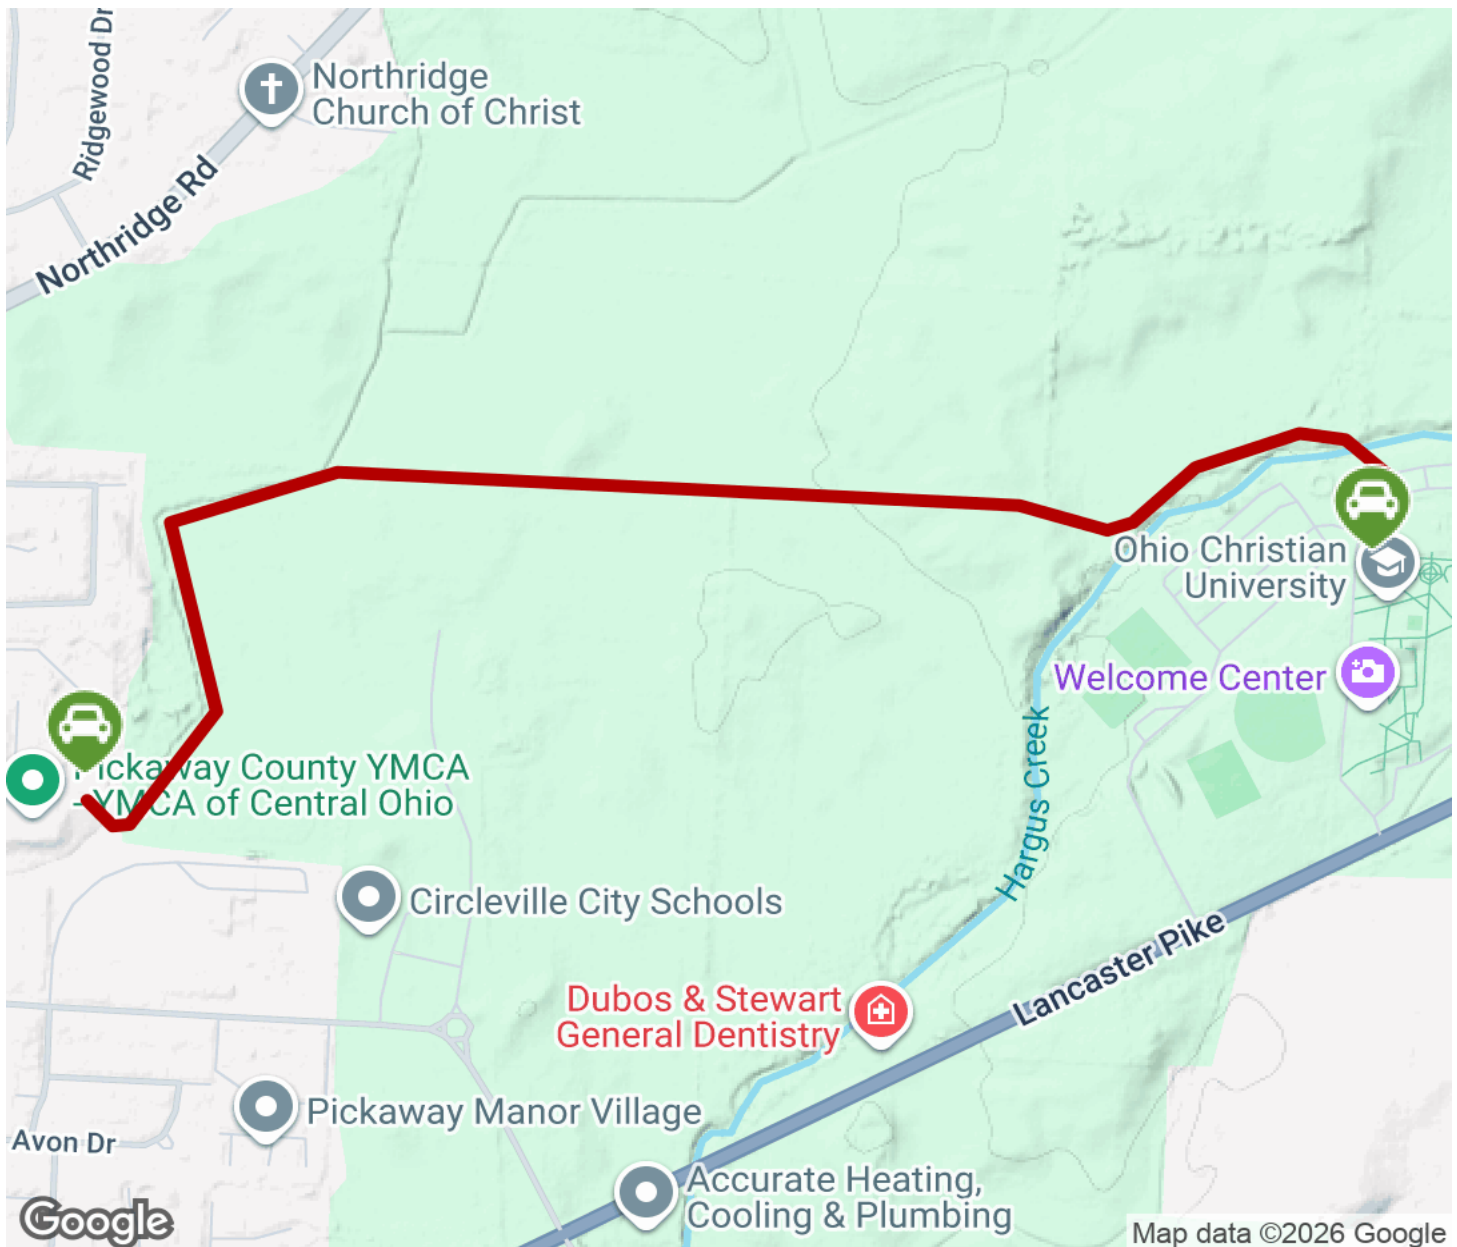 Ridgewood Dr
Northridge
Church of Christ
Northridge Rd
Ohio Christian
University
Welcome Center
Pickaway County YMCA
- YMCA of Central Ohio
Hargus Creek
Circleville City Schools
Lancaster Pike
Dubos & Stewart
General Dentistry
Pickaway Manor Village
Avon Dr
Accurate Heating,
Cooling & Plumbing
Google
Map data ©2026 Google